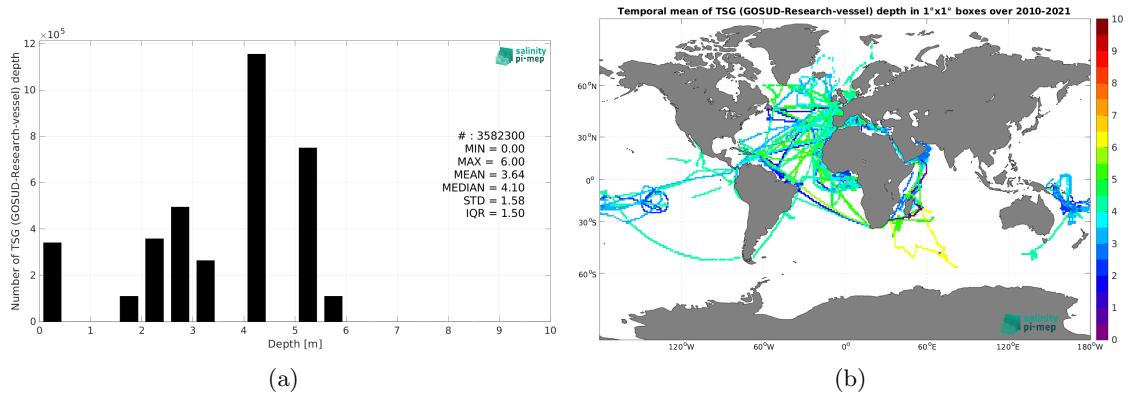 ×10⁵
12
10
8
6
4
2
0
Number of TSG (GOSUD-Research-vessel) depth
salinity
pi-mep
# : 3582300
MIN = 0.00
MAX = 6.00
MEAN = 3.64
MEDIAN = 4.10
STD = 1.58
IQR = 1.50
0 1 2 3 4 5 6 7 8 9 10
Depth [m]
(a)
Temporal mean of TSG (GOSUD-Research-vessel) depth in 1°x1° boxes over 2010-2021
60°N
30°N
15°N
0°
15°S
30°S
60°S
120°W 60°W 0° 60°E 120°E 180°E
salinity
pi-mep
10
9
8
7
6
5
4
3
2
1
0
(b)